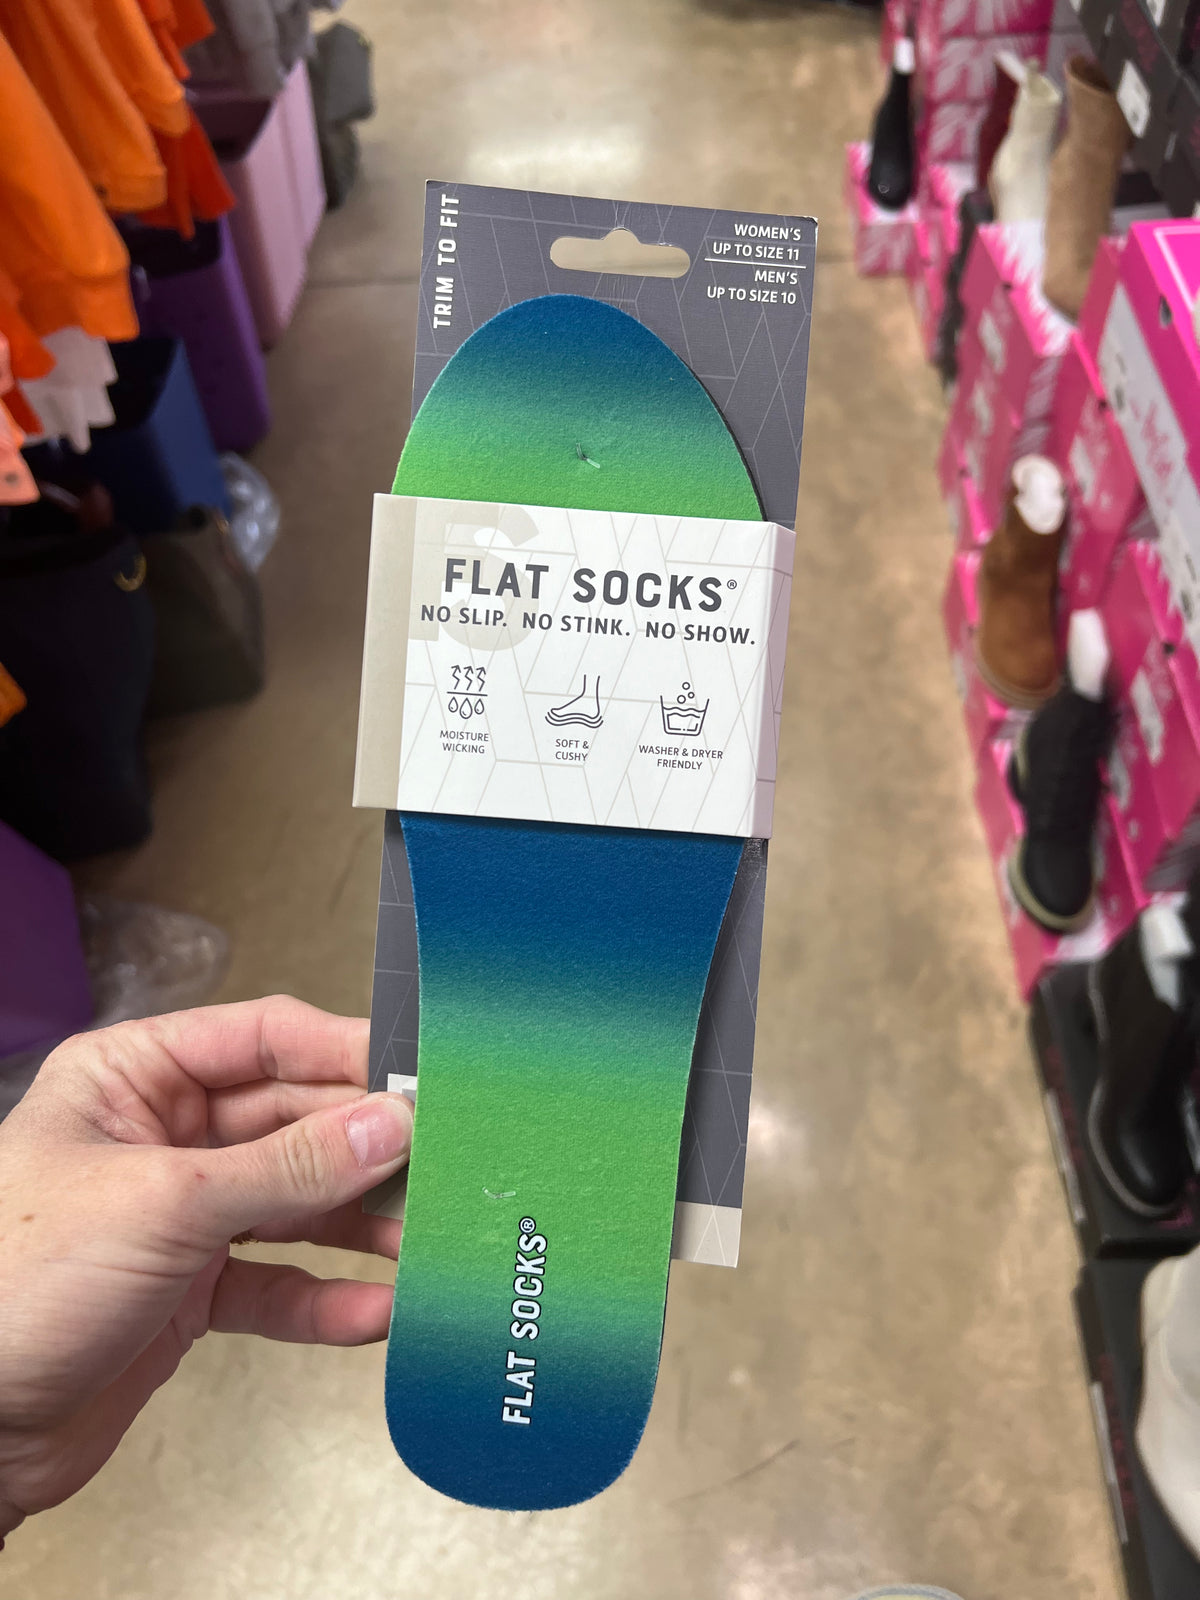 TRIM TO FIT
WOMEN'S
UP TO SIZE 11
MEN'S
UP TO SIZE 10
FLAT SOCKS®
NO SLIP. NO STINK. NO SHOW.
MOISTURE
WICKING
SOFT &
CUSHY
WASHER & DRYER
FRIENDLY
FLAT SOCKS®